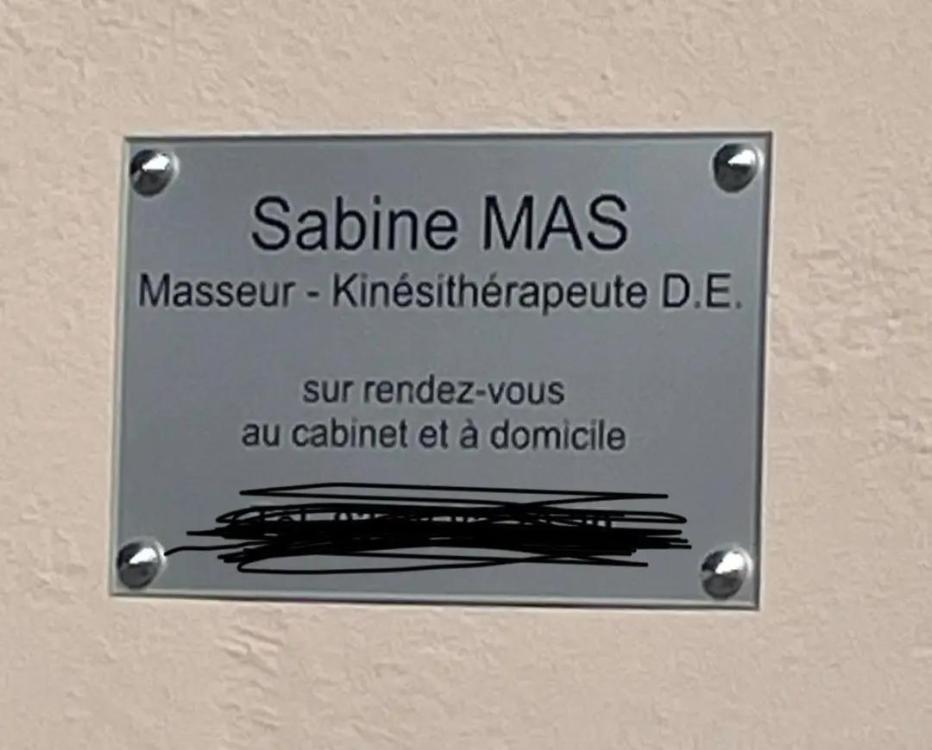 Sabine MAS
Masseur - Kinésithérapeute D.E.
sur rendez-vous
au cabinet et à domicile